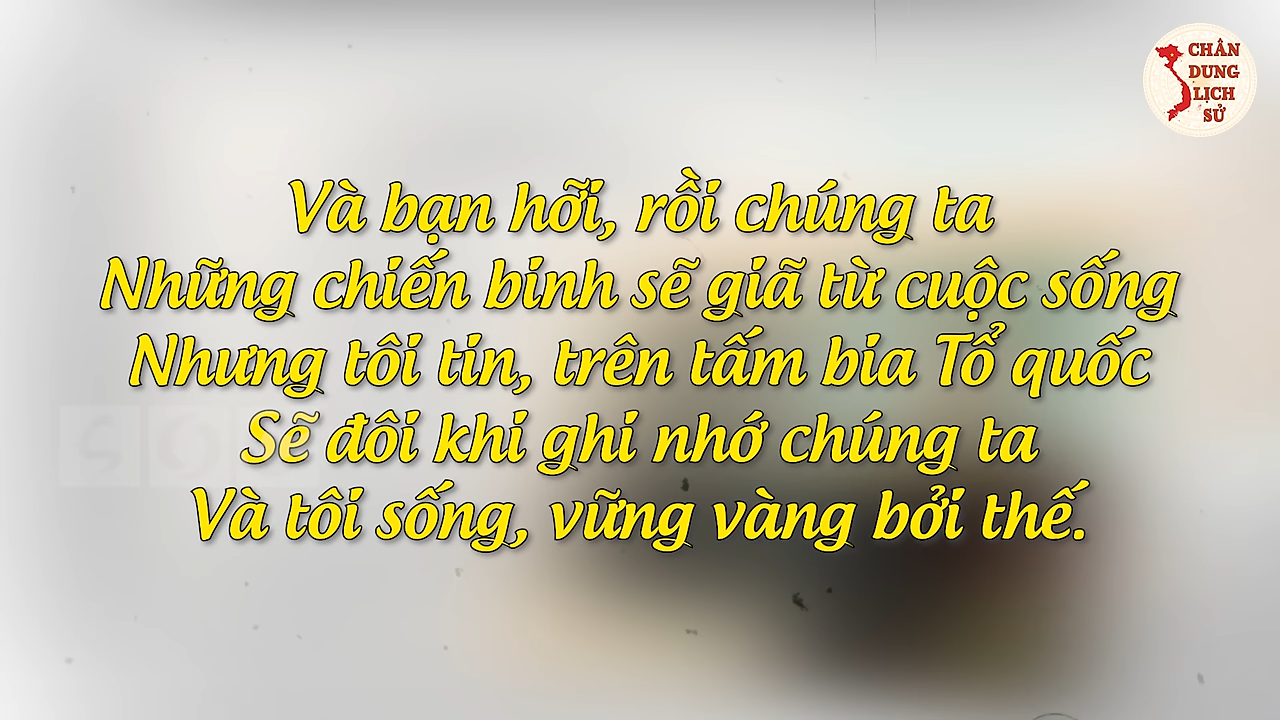 CHÂN
DUNG
LỊCH
SỬ
Và bạn hỡi, rồi chúng ta
Những chiến binh sẽ giã từ cuộc sống
Nhưng tôi tin, trên tấm bia Tổ quốc
Sẽ đôi khi ghi nhớ chúng ta
Và tôi sống, vững vàng bởi thế.